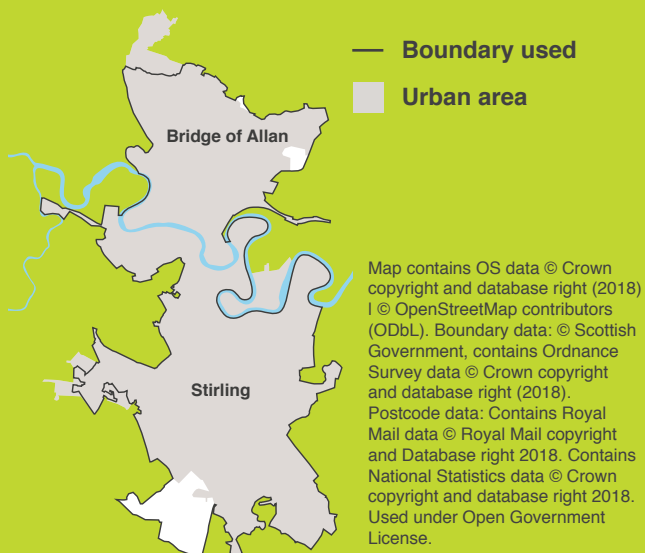 Boundary used
Urban area
Bridge of Allan
Stirling
Map contains OS data © Crown
copyright and database right (2018)
I © OpenStreetMap contributors
(ODbL). Boundary data: © Scottish
Government, contains Ordnance
Survey data © Crown copyright
and database right (2018).
Postcode data: Contains Royal
Mail data © Royal Mail copyright
and Database right 2018. Contains
National Statistics data © Crown
copyright and database right 2018.
Used under Open Government
License.